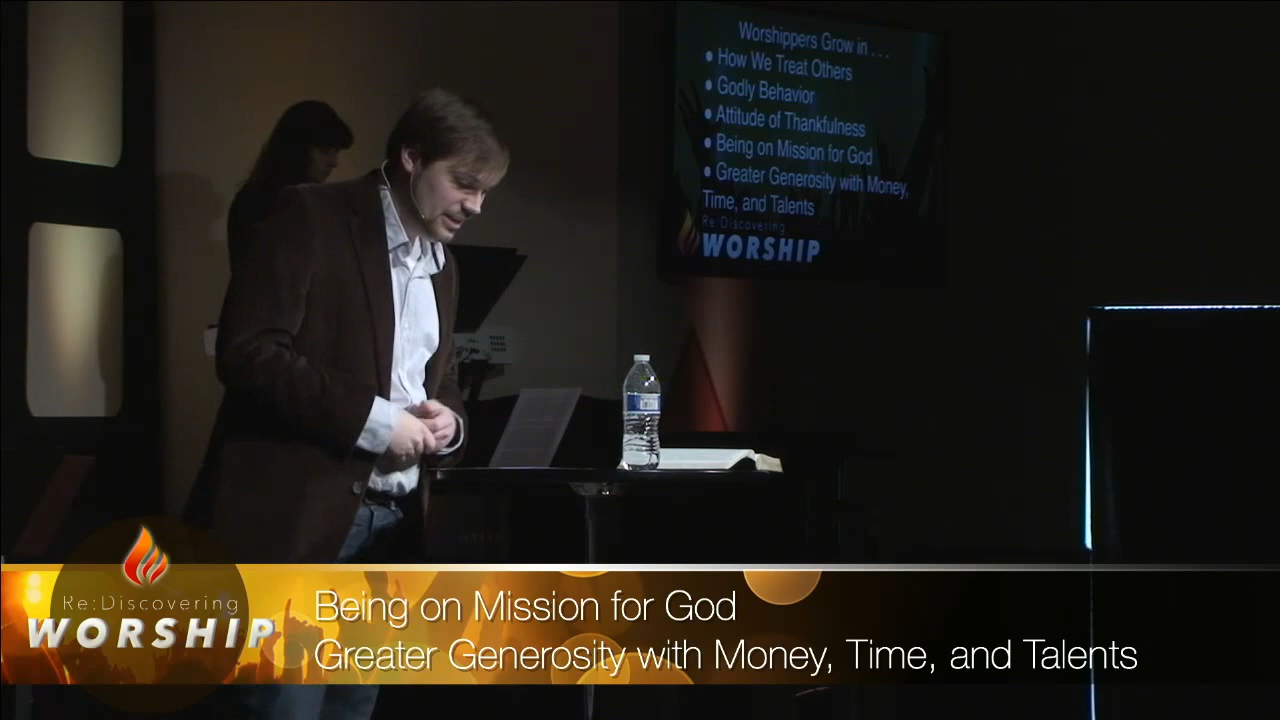 Worshippers Grow in . . .
• How We Treat Others
• Godly Behavior
• Attitude of Thankfulness
• Being on Mission for God
• Greater Generosity with Money,
Time, and Talents
Re:Discovering
WORSHIP
Re:Discovering
WORSHIP
Being on Mission for God
Greater Generosity with Money, Time, and Talents